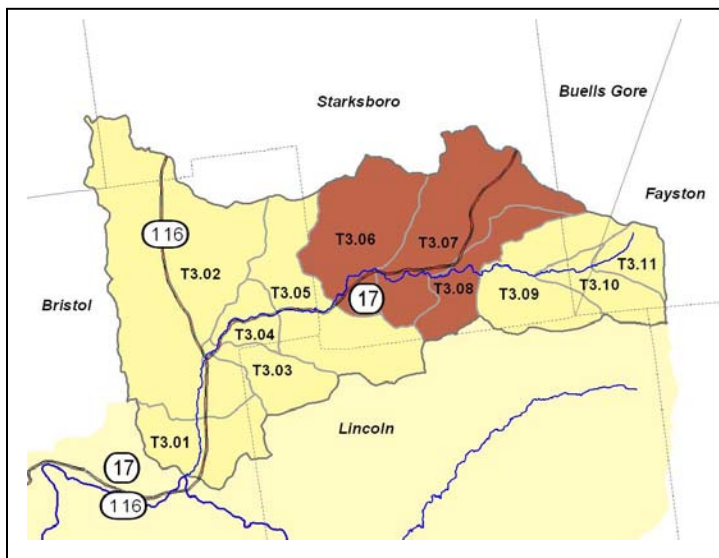 Buells Gore
Starksboro
Fayston
116
T3.06
T3.07
T3.02
T3.11
Bristol
T3.05
17
T3.08
T3.09
T3.10
T3.04
T3.03
Lincoln
T3.01
17
116